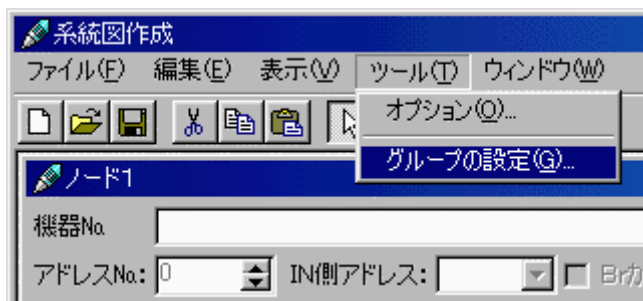 系統図作成
ファイル(F) 編集(E) 表示(V) ツール(T) ウィンドウ(W)
オプション(O)...
グループの設定(G)...
ノード1
機器No.
アドレスNo.: 0 IN側アドレス: Br